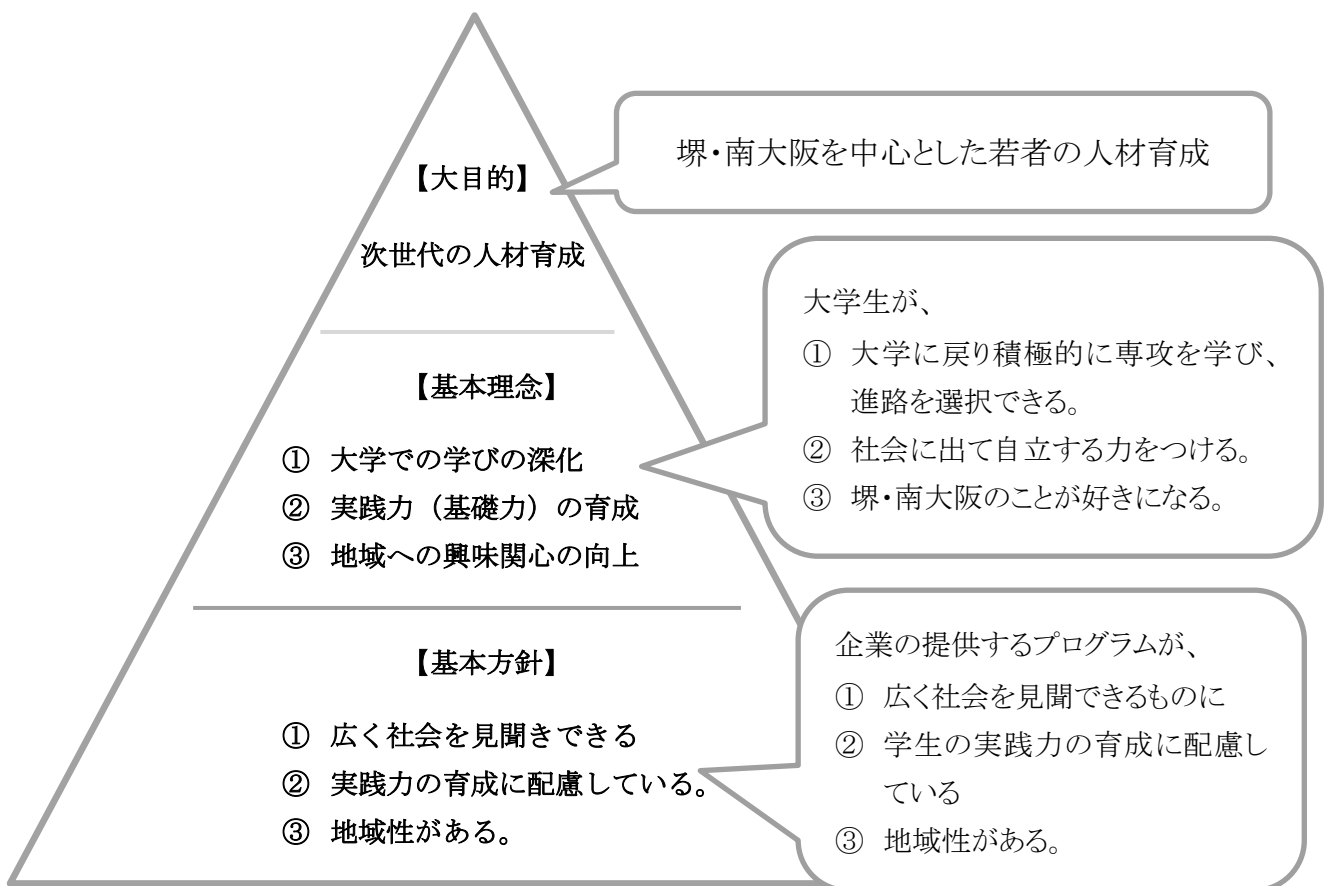 【大目的】
次世代の人材育成
堺・南大阪を中心とした若者の人材育成
【基本理念】
① 大学での学びの深化
② 実践力（基礎力）の育成
③ 地域への興味関心の向上
大学生が、
① 大学に戻り積極的に専攻を学び、
進路を選択できる。
② 社会に出て自立する力をつける。
③ 堺・南大阪のことが好きになる。
【基本方針】
① 広く社会を見聞きできる
② 実践力の育成に配慮している。
③ 地域性がある。
企業の提供するプログラムが、
① 広く社会を見聞できるものに
② 学生の実践力の育成に配慮し
ている
③ 地域性がある。